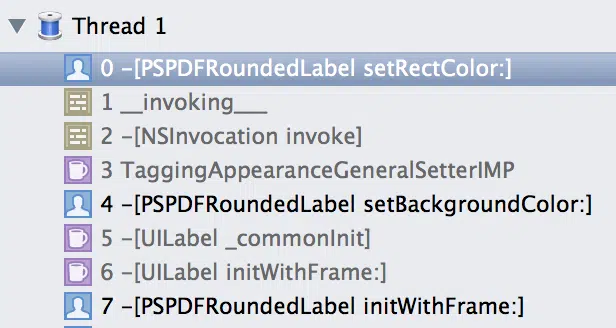 Thread 1
0 -[PSPDFRoundedLabel setRectColor:]
1 __invoking___
2 -[NSInvocation invoke]
3 TaggingAppearanceGeneralSetterIMP
4 -[PSPDFRoundedLabel setBackgroundColor:]
5 -[UILabel _commonInit]
6 -[UILabel initWithFrame:]
7 -[PSPDFRoundedLabel initWithFrame:]